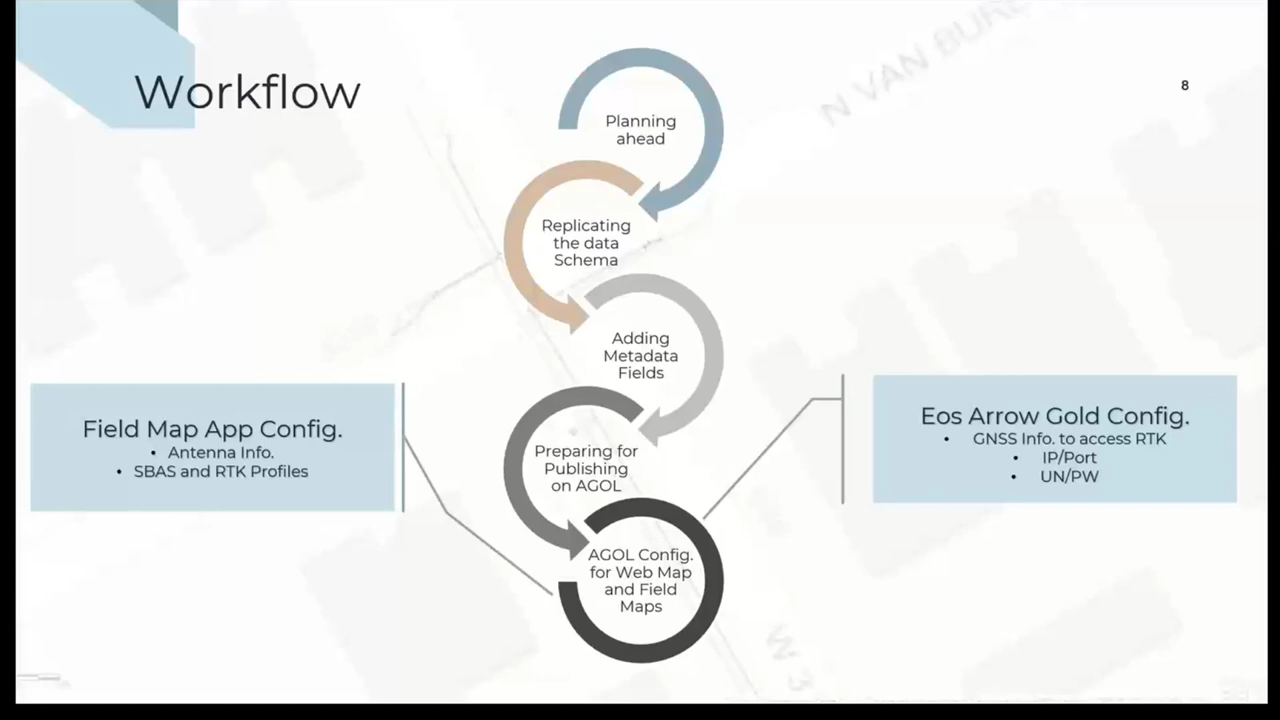 Workflow
8
N VAN BURE
Planning
ahead
Replicating
the data
Schema
Adding
Metadata
Fields
Preparing for
Publishing
on AGOL
AGOL Config.
for Web Map
and Field
Maps
Field Map App Config.
• Antenna Info.
• SBAS and RTK Profiles
Eos Arrow Gold Config.
• GNSS Info. to access RTK
• IP/Port
• UN/PW
W 3